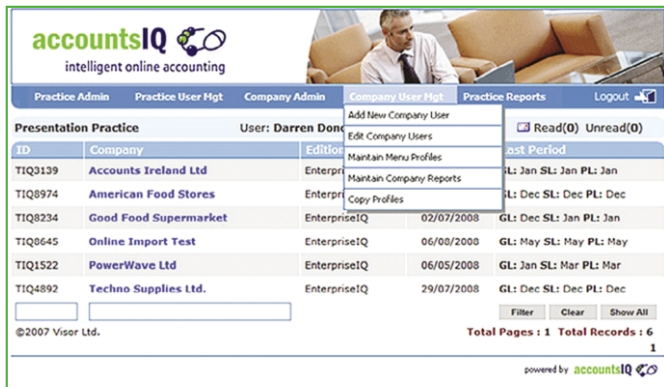 accountsIQ
intelligent online accounting
Practice Admin Practice User Mgt Company Admin Company User Mgt Practice Reports Logout
Presentation Practice User: Darren Read(0) Unread(0)
Add New Company User
Edit Company Users
Maintain Menu Profiles
Maintain Company Reports
Copy Profiles
ID Company Edition Last Period
TIQ3139 Accounts Ireland Ltd GL: Jan SL: Jan PL: Jan
TIQ8974 American Food Stores GL: Dec SL: Dec PL: Dec
TIQ8234 Good Food Supermarket EnterpriseIQ 02/07/2008 GL: Dec SL: Jan PL: Jan
TIQ8645 Online Import Test EnterpriseIQ 06/08/2008 GL: May SL: May PL: May
TIQ1522 PowerWave Ltd EnterpriseIQ 06/05/2008 GL: Jan SL: Mar PL: Mar
TIQ4892 Techno Supplies Ltd. EnterpriseIQ 29/07/2008 GL: Dec SL: Dec PL: Dec
Filter Clear Show All
©2007 Visor Ltd. Total Pages : 1 Total Records : 6
1
powered by accountsIQ